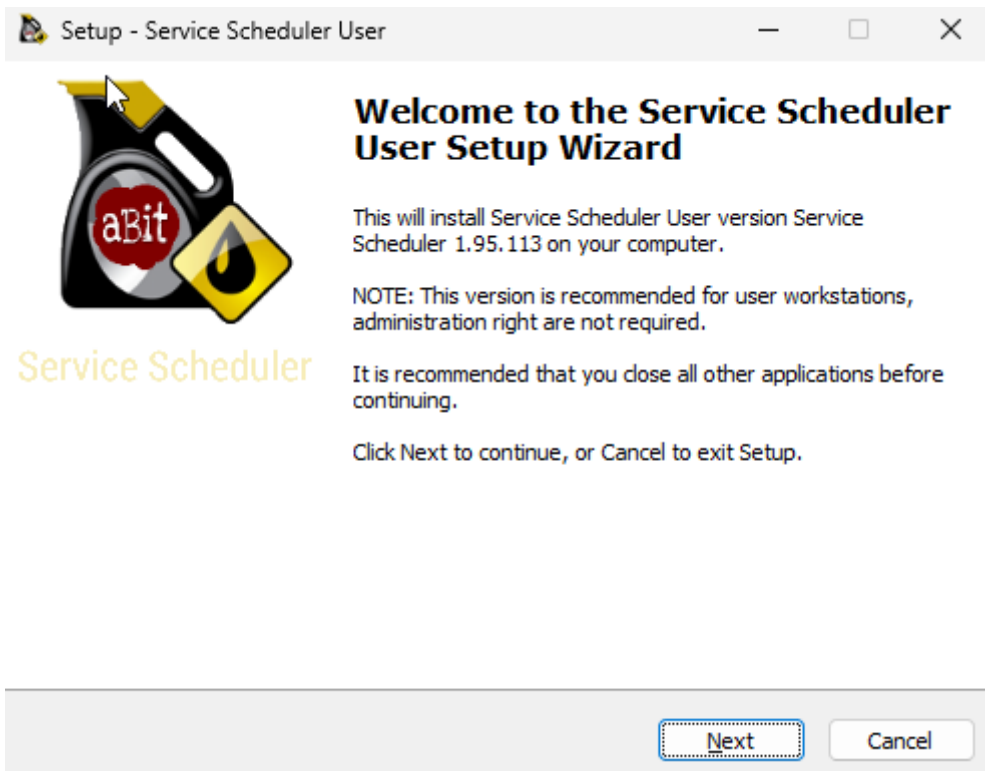 Setup - Service Scheduler User
Welcome to the Service Scheduler
User Setup Wizard
aBit
This will install Service Scheduler User version Service
Scheduler 1.95.113 on your computer.
NOTE: This version is recommended for user workstations,
administration right are not required.
Service Scheduler
It is recommended that you close all other applications before
continuing.
Click Next to continue, or Cancel to exit Setup.
Next
Cancel